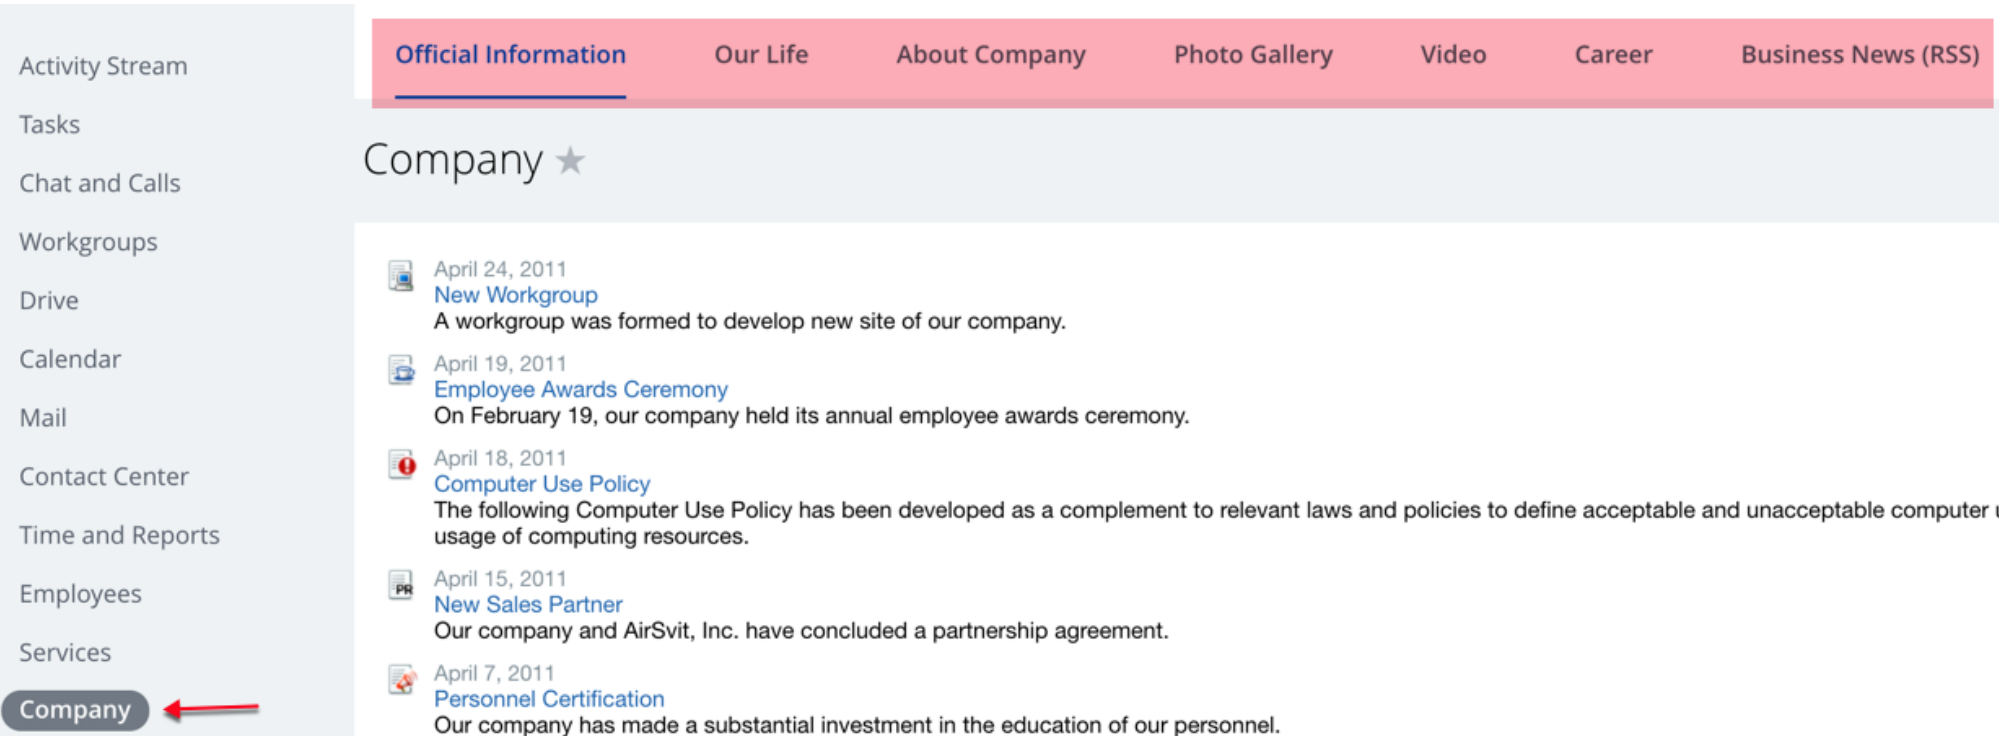 Activity Stream
Tasks
Chat and Calls
Workgroups
Drive
Calendar
Mail
Contact Center
Time and Reports
Employees
Services
Company
Official Information Our Life About Company Photo Gallery Video Career Business News (RSS)
Company
April 24, 2011
New Workgroup
A workgroup was formed to develop new site of our company.
April 19, 2011
Employee Awards Ceremony
On February 19, our company held its annual employee awards ceremony.
April 18, 2011
Computer Use Policy
The following Computer Use Policy has been developed as a complement to relevant laws and policies to define acceptable and unacceptable computer
usage of computing resources.
PR
April 15, 2011
New Sales Partner
Our company and AirSvit, Inc. have concluded a partnership agreement.
April 7, 2011
Personnel Certification
Our company has made a substantial investment in the education of our personnel.